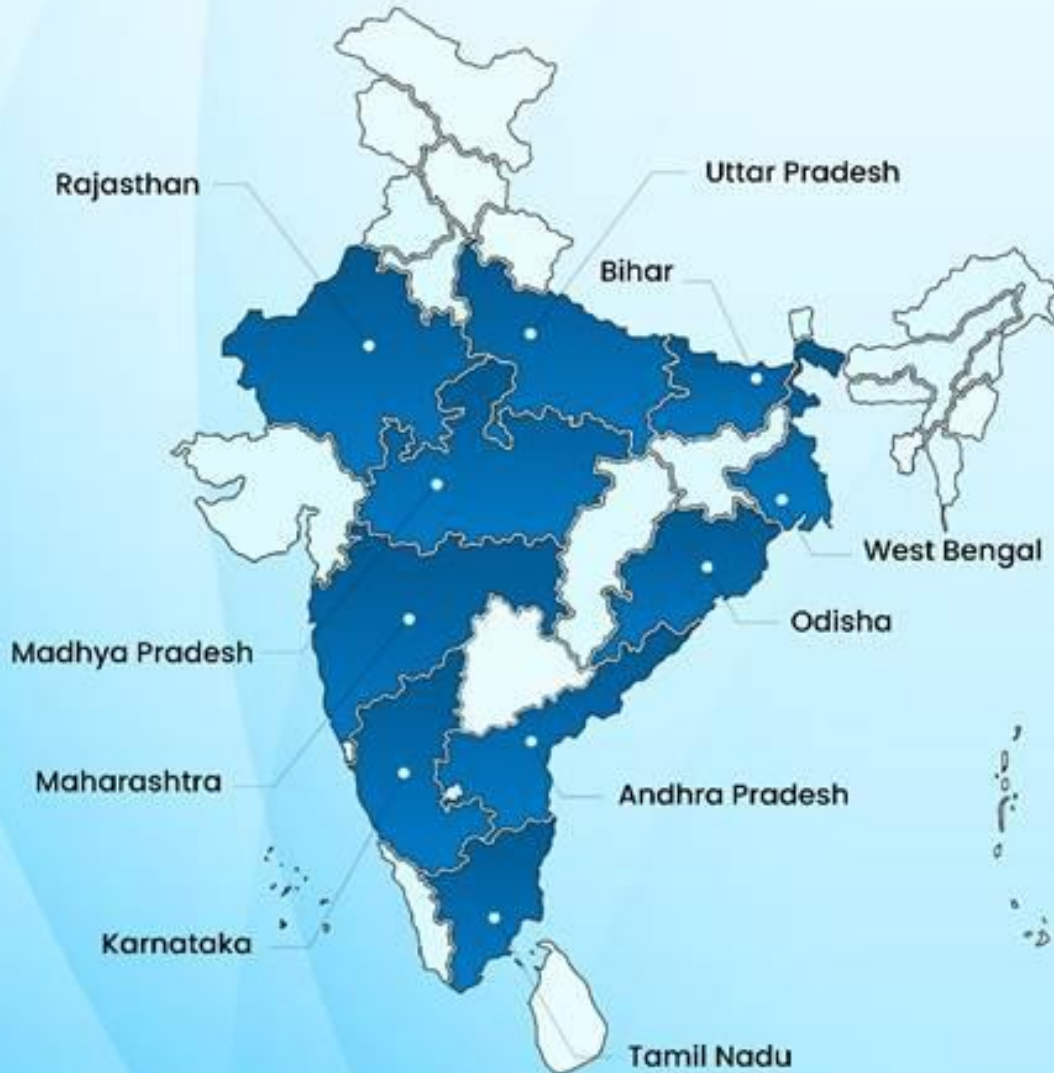 Rajasthan
Uttar Pradesh
Bihar
West Bengal
Odisha
Madhya Pradesh
Maharashtra
Andhra Pradesh
Karnataka
Tamil Nadu